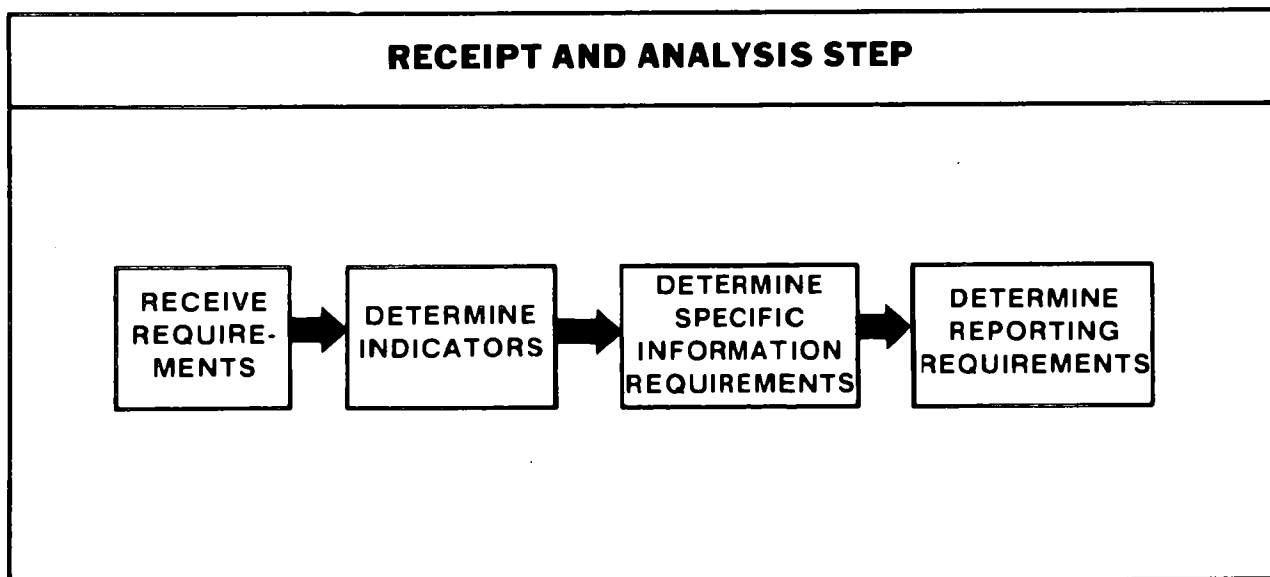 RECEIPT AND ANALYSIS STEP
RECEIVE
REQUIRE-
MENTS
DETERMINE
INDICATORS
DETERMINE
SPECIFIC
INFORMATION
REQUIREMENTS
DETERMINE
REPORTING
REQUIREMENTS